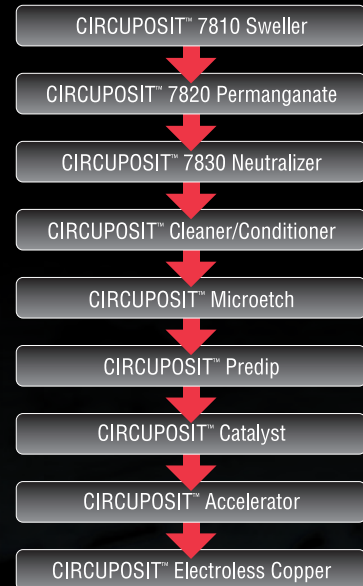 CIRCUPOSIT™ 7810 Sweller
CIRCUPOSIT™ 7820 Permanganate
CIRCUPOSIT™ 7830 Neutralizer
CIRCUPOSIT™ Cleaner/Conditioner
CIRCUPOSIT™ Microetch
CIRCUPOSIT™ Predip
CIRCUPOSIT™ Catalyst
CIRCUPOSIT™ Accelerator
CIRCUPOSIT™ Electroless Copper